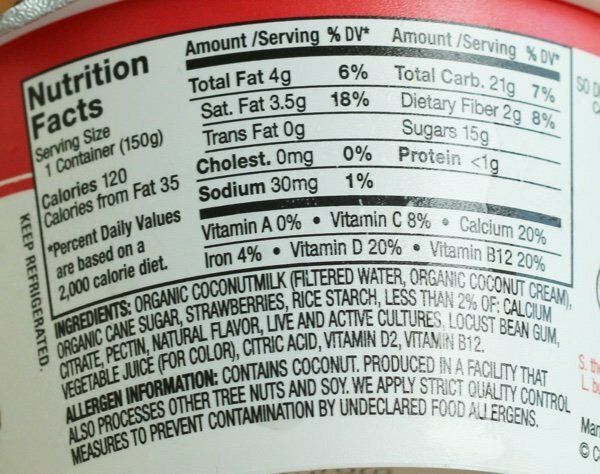 Nutrition
Facts
Serving Size
1 Container (150g)
Calories 120
Calories from Fat 35
*Percent Daily Values
are based on a
2,000 calorie diet.
Amount /Serving % DV* Amount /Serving % DV*
Total Fat 4g 6% Total Carb. 21g 7%
Sat. Fat 3.5g 18% Dietary Fiber 2g 8%
Trans Fat 0g Sugars 15g
Cholest. 0mg 0% Protein <1g
Sodium 30mg 1%
Vitamin A 0% • Vitamin C 8% • Calcium 20%
Iron 4% • Vitamin D 20% • Vitamin B12 20%
KEEP REFRIGERATED.
INGREDIENTS: ORGANIC COCONUTMILK (FILTERED WATER, ORGANIC COCONUT CREAM),
ORGANIC CANE SUGAR, STRAWBERRIES, RICE STARCH, LESS THAN 2% OF: CALCIUM
CITRATE, PECTIN, NATURAL FLAVOR, LIVE AND ACTIVE CULTURES, LOCUST BEAN GUM,
VEGETABLE JUICE (FOR COLOR), CITRIC ACID, VITAMIN D2, VITAMIN B12.
ALLERGEN INFORMATION: CONTAINS COCONUT. PRODUCED IN A FACILITY THAT
ALSO PROCESSES OTHER TREE NUTS AND SOY. WE APPLY STRICT QUALITY CONTROL
MEASURES TO PREVENT CONTAMINATION BY UNDECLARED FOOD ALLERGENS.
SO
S. th
L. bu
Man